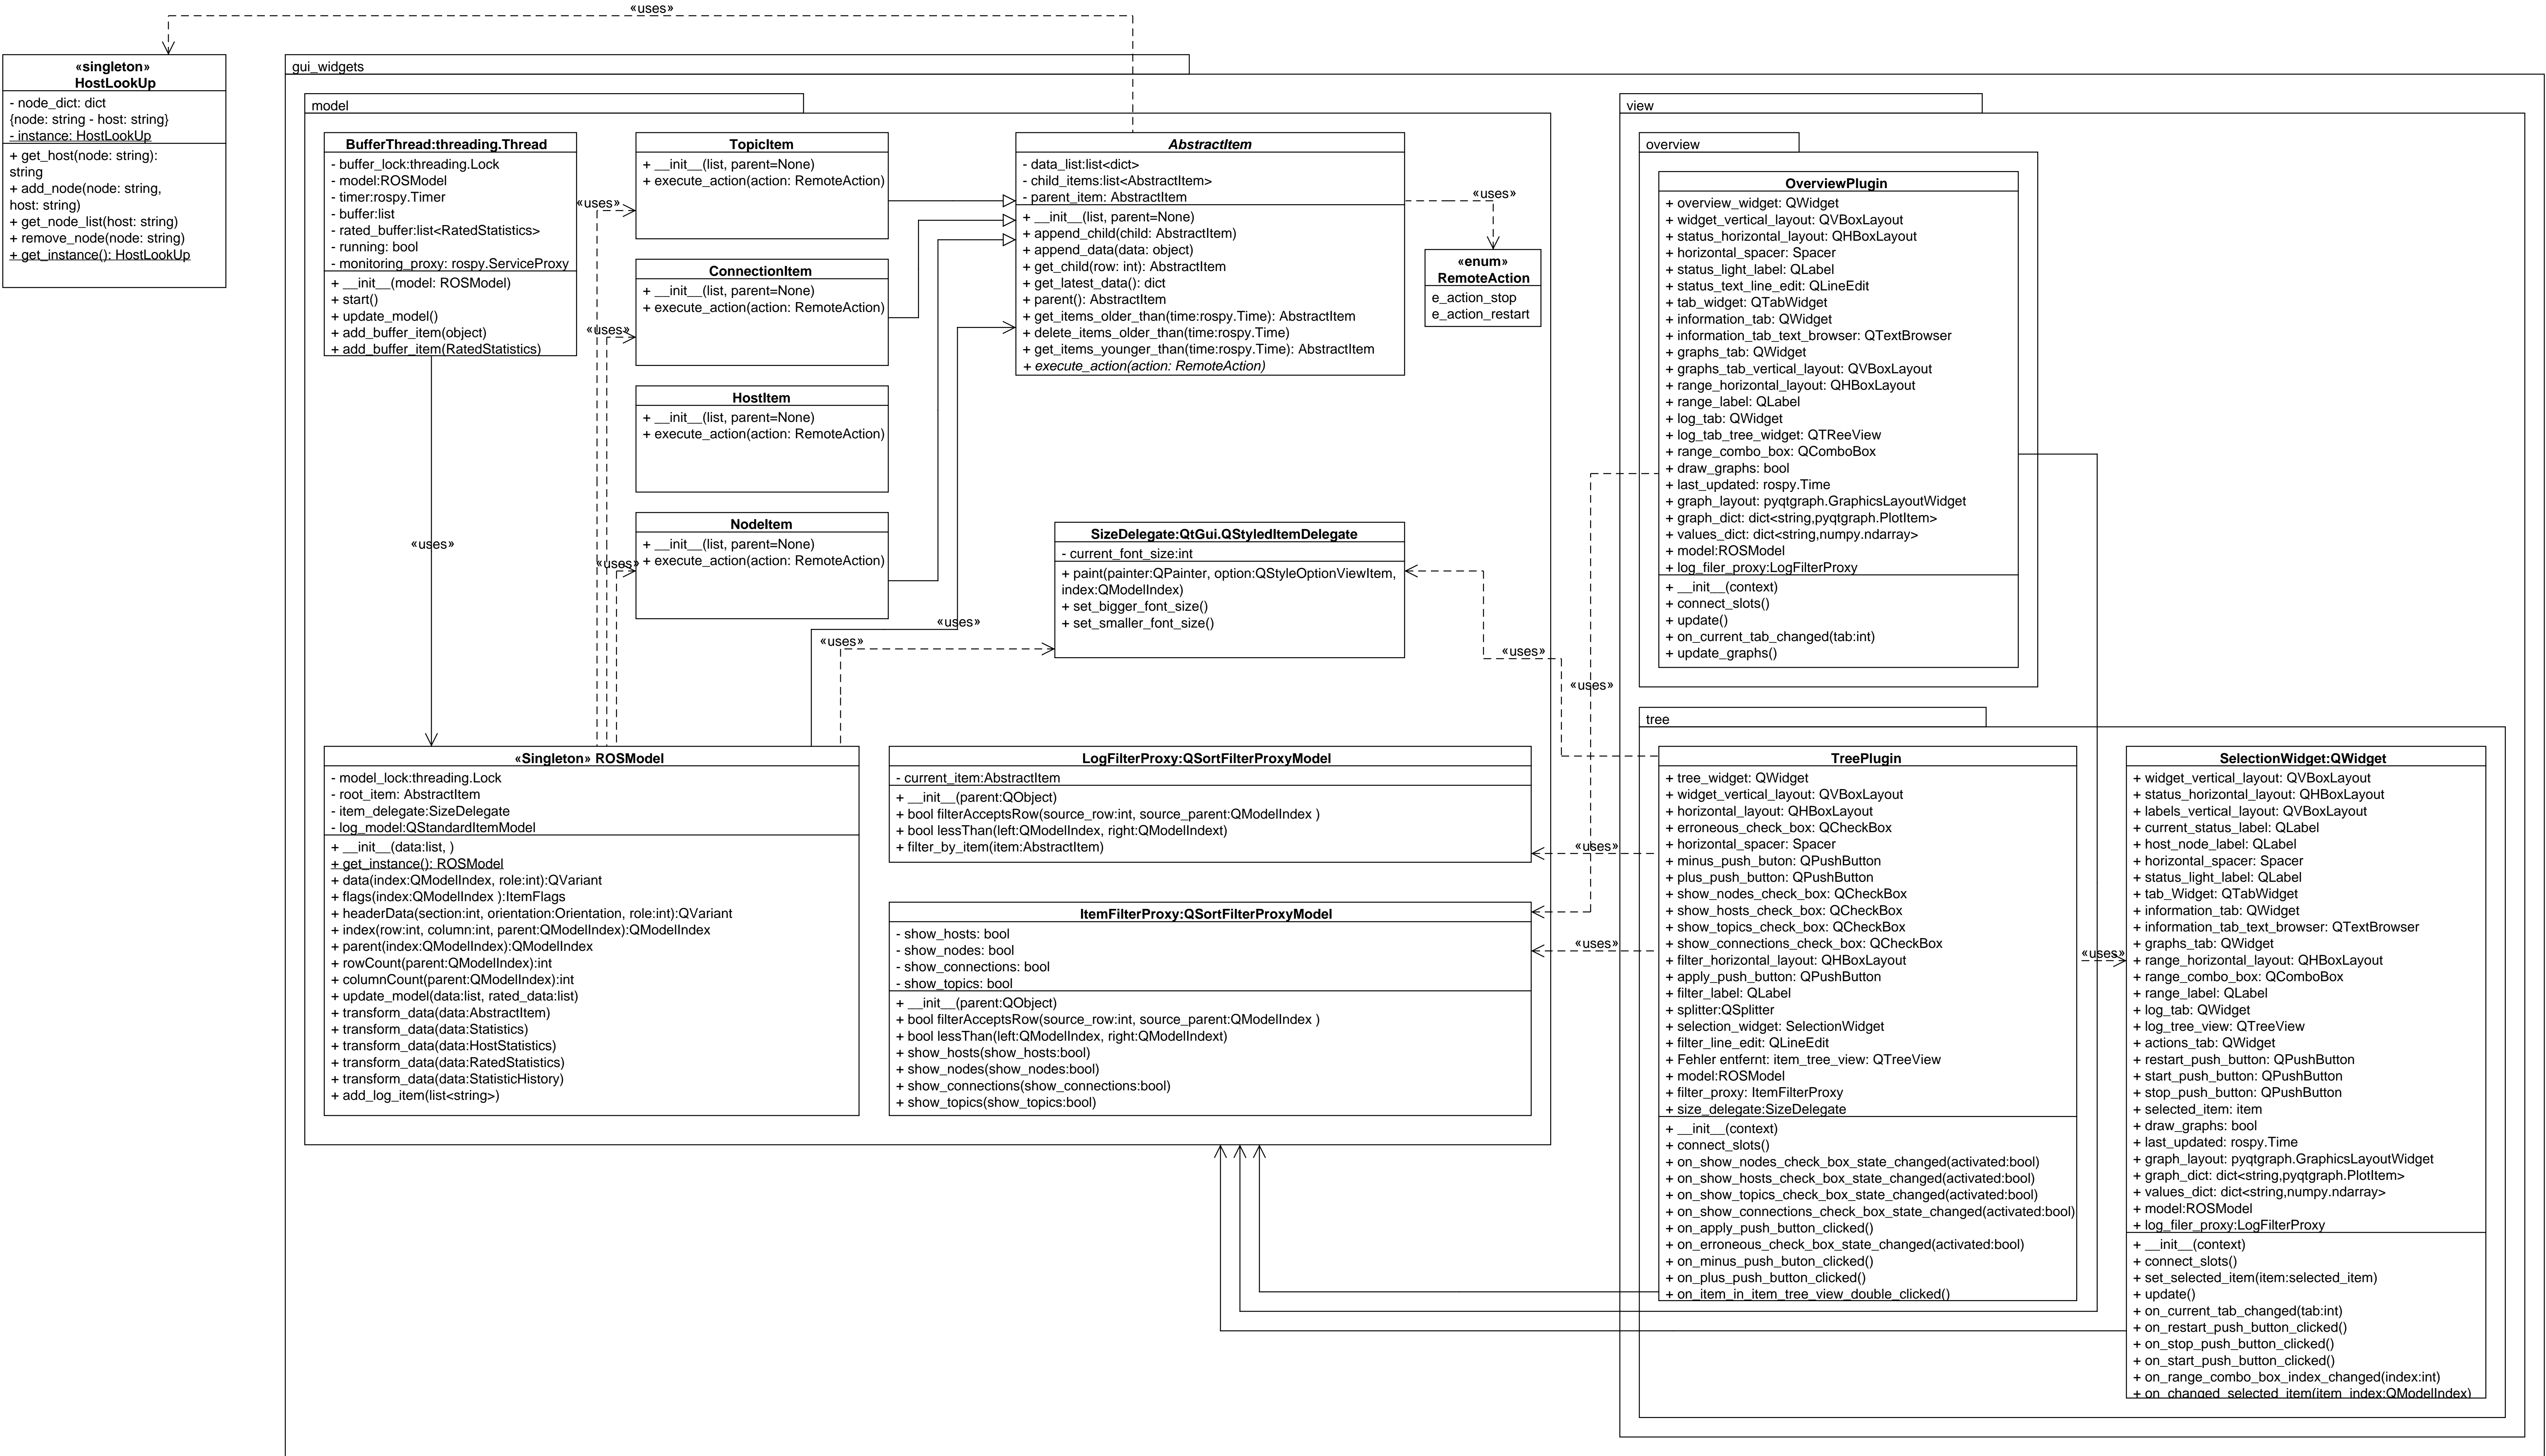 «uses»
«singleton»
HostLookUp
- node_dict: dict
{node: string - host: string}
- instance: HostLookUp
+ get_host(node: string):
string
+ add_node(node: string,
host: string)
+ get_node_list(host: string)
+ remove_node(node: string)
+ get_instance(): HostLookUp
gui_widgets
model
BufferThread:threading.Thread
- buffer_lock:threading.Lock
- model:ROSModel
- timer:rospy.Timer
- buffer:list
- rated_buffer:list<RatedStatistics>
- running: bool
- monitoring_proxy: rospy.ServiceProxy
+ __init__(model: ROSModel)
+ start()
+ update_model()
+ add_buffer_item(object)
+ add_buffer_item(RatedStatistics)
«uses»
TopicItem
+ __init__(list, parent=None)
+ execute_action(action: RemoteAction)
«uses»
ConnectionItem
+ __init__(list, parent=None)
+ execute_action(action: RemoteAction)
«uses»
HostItem
+ __init__(list, parent=None)
+ execute_action(action: RemoteAction)
NodeItem
+ __init__(list, parent=None)
+ execute_action(action: RemoteAction)
«uses»
AbstractItem
- data_list:list<dict>
- child_items:list<AbstractItem>
- parent_item: AbstractItem
+ __init__(list, parent=None)
+ append_child(child: AbstractItem)
+ append_data(data: object)
+ get_child(row: int): AbstractItem
+ get_latest_data(): dict
+ parent(): AbstractItem
+ get_items_older_than(time:rospy.Time): AbstractItem
+ delete_items_older_than(time:rospy.Time)
+ get_items_younger_than(time:rospy.Time): AbstractItem
+ execute_action(action: RemoteAction)
«uses»
«enum»
RemoteAction
e_action_stop
e_action_restart
SizeDelegate:QtGui.QStyledItemDelegate
- current_font_size:int
+ paint(painter:QPainter, option:QStyleOptionViewItem,
index:QModelIndex)
+ set_bigger_font_size()
+ set_smaller_font_size()
«uses»
«uses»
«uses»
«uses»
«Singleton» ROSModel
- model_lock:threading.Lock
- root_item: AbstractItem
- item_delegate:SizeDelegate
- log_model:QStandardItemModel
+ __init__(data:list, )
+ get_instance(): ROSModel
+ data(index:QModelIndex, role:int):QVariant
+ flags(index:QModelIndex ):ItemFlags
+ headerData(section:int, orientation:Orientation, role:int):QVariant
+ index(row:int, column:int, parent:QModelIndex):QModelIndex
+ parent(index:QModelIndex):QModelIndex
+ rowCount(parent:QModelIndex):int
+ columnCount(parent:QModelIndex):int
+ update_model(data:list, rated_data:list)
+ transform_data(data:AbstractItem)
+ transform_data(data:Statistics)
+ transform_data(data:HostStatistics)
+ transform_data(data:RatedStatistics)
+ transform_data(data:StatisticHistory)
+ add_log_item(list<string>)
LogFilterProxy:QSortFilterProxyModel
- current_item:AbstractItem
+ __init__(parent:QObject)
+ bool filterAcceptsRow(source_row:int, source_parent:QModelIndex )
+ bool lessThan(left:QModelIndex, right:QModelIndext)
+ filter_by_item(item:AbstractItem)
«uses»
ItemFilterProxy:QSortFilterProxyModel
- show_hosts: bool
- show_nodes: bool
- show_connections: bool
- show_topics: bool
+ __init__(parent:QObject)
+ bool filterAcceptsRow(source_row:int, source_parent:QModelIndex )
+ bool lessThan(left:QModelIndex, right:QModelIndext)
+ show_hosts(show_hosts:bool)
+ show_nodes(show_nodes:bool)
+ show_connections(show_connections:bool)
+ show_topics(show_topics:bool)
«uses»
view
overview
OverviewPlugin
+ overview_widget: QWidget
+ widget_vertical_layout: QVBoxLayout
+ status_horizontal_layout: QHBoxLayout
+ horizontal_spacer: Spacer
+ status_light_label: QLabel
+ status_text_line_edit: QLineEdit
+ tab_widget: QTabWidget
+ information_tab: QWidget
+ information_tab_text_browser: QTextBrowser
+ graphs_tab: QWidget
+ graphs_tab_vertical_layout: QVBoxLayout
+ range_horizontal_layout: QHBoxLayout
+ range_label: QLabel
+ log_tab: QWidget
+ log_tab_tree_widget: QTReeView
+ range_combo_box: QComboBox
+ draw_graphs: bool
+ last_updated: rospy.Time
+ graph_layout: pyqtgraph.GraphicsLayoutWidget
+ graph_dict: dict<string,pyqtgraph.PlotItem>
+ values_dict: dict<string,numpy.ndarray>
+ model:ROSModel
+ log_filer_proxy:LogFilterProxy
+ __init__(context)
+ connect_slots()
+ update()
+ on_current_tab_changed(tab:int)
+ update_graphs()
«uses»
tree
TreePlugin
+ tree_widget: QWidget
+ widget_vertical_layout: QVBoxLayout
+ horizontal_layout: QHBoxLayout
+ erroneous_check_box: QCheckBox
+ horizontal_spacer: Spacer
+ minus_push_buton: QPushButton
+ plus_push_button: QPushButton
+ show_nodes_check_box: QCheckBox
+ show_hosts_check_box: QCheckBox
+ show_topics_check_box: QCheckBox
+ show_connections_check_box: QCheckBox
+ filter_horizontal_layout: QHBoxLayout
+ apply_push_button: QPushButton
+ filter_label: QLabel
+ splitter:QSplitter
+ selection_widget: SelectionWidget
+ filter_line_edit: QLineEdit
+ Fehler entfernt: item_tree_view: QTreeView
+ model:ROSModel
+ filter_proxy: ItemFilterProxy
+ size_delegate:SizeDelegate
+ __init__(context)
+ connect_slots()
+ on_show_nodes_check_box_state_changed(activated:bool)
+ on_show_hosts_check_box_state_changed(activated:bool)
+ on_show_topics_check_box_state_changed(activated:bool)
+ on_show_connections_check_box_state_changed(activated:bool)
+ on_apply_push_button_clicked()
+ on_erroneous_check_box_state_changed(activated:bool)
+ on_minus_push_buton_clicked()
+ on_plus_push_button_clicked()
+ on_item_in_item_tree_view_double_clicked()
«uses»
SelectionWidget:QWidget
+ widget_vertical_layout: QVBoxLayout
+ status_horizontal_layout: QHBoxLayout
+ labels_vertical_layout: QVBoxLayout
+ current_status_label: QLabel
+ host_node_label: QLabel
+ horizontal_spacer: Spacer
+ status_light_label: QLabel
+ tab_Widget: QTabWidget
+ information_tab: QWidget
+ information_tab_text_browser: QTextBrowser
+ graphs_tab: QWidget
+ range_horizontal_layout: QHBoxLayout
+ range_combo_box: QComboBox
+ range_label: QLabel
+ log_tab: QWidget
+ log_tree_view: QTreeView
+ actions_tab: QWidget
+ restart_push_button: QPushButton
+ start_push_button: QPushButton
+ stop_push_button: QPushButton
+ selected_item: item
+ draw_graphs: bool
+ last_updated: rospy.Time
+ graph_layout: pyqtgraph.GraphicsLayoutWidget
+ graph_dict: dict<string,pyqtgraph.PlotItem>
+ values_dict: dict<string,numpy.ndarray>
+ model:ROSModel
+ log_filer_proxy:LogFilterProxy
+ __init__(context)
+ connect_slots()
+ set_selected_item(item:selected_item)
+ update()
+ on_current_tab_changed(tab:int)
+ on_restart_push_button_clicked()
+ on_stop_push_button_clicked()
+ on_start_push_button_clicked()
+ on_range_combo_box_index_changed(index:int)
+ on_changed_selected_item(item_index:QModelIndex)